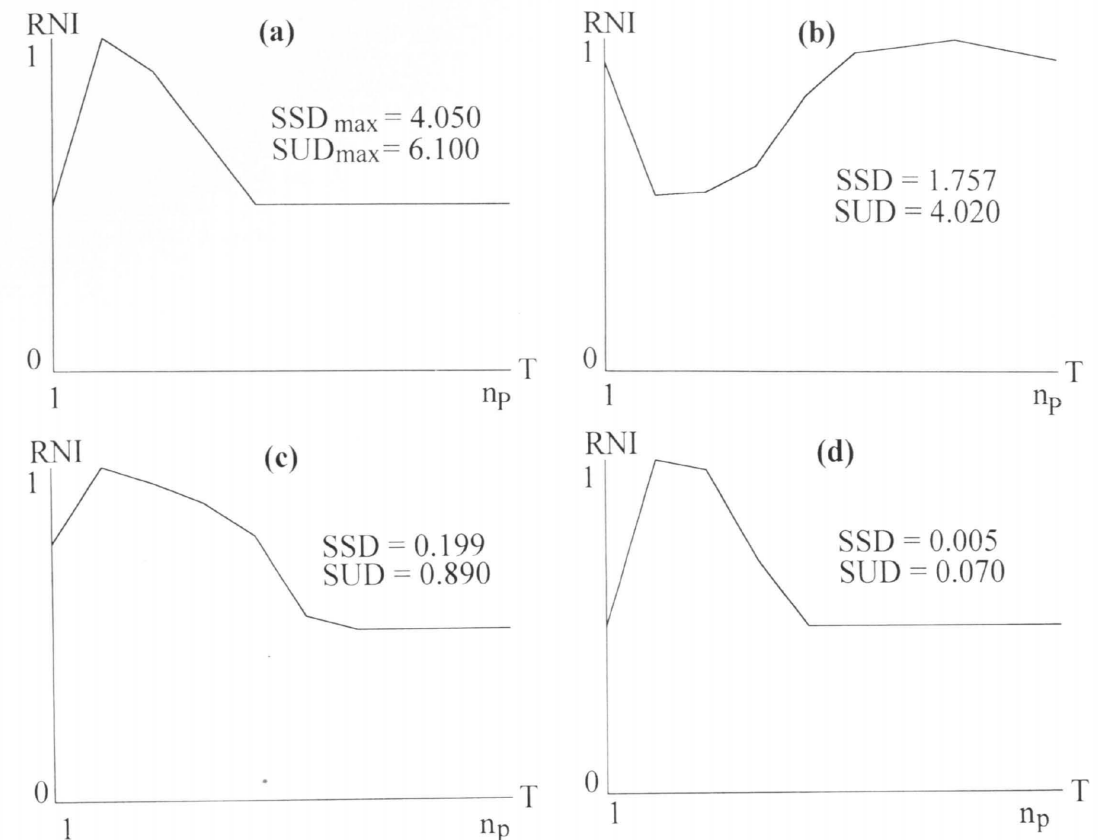 RNI
(a)
1
SSD max = 4.050
SUDmax= 6.100
0
T
1
nP
RNI
(b)
1
SSD = 1.757
SUD = 4.020
0
T
1
nP
RNI
(c)
1
SSD = 0.199
SUD = 0.890
0
T
1
nP
RNI
(d)
1
SSD = 0.005
SUD = 0.070
0
T
1
nP